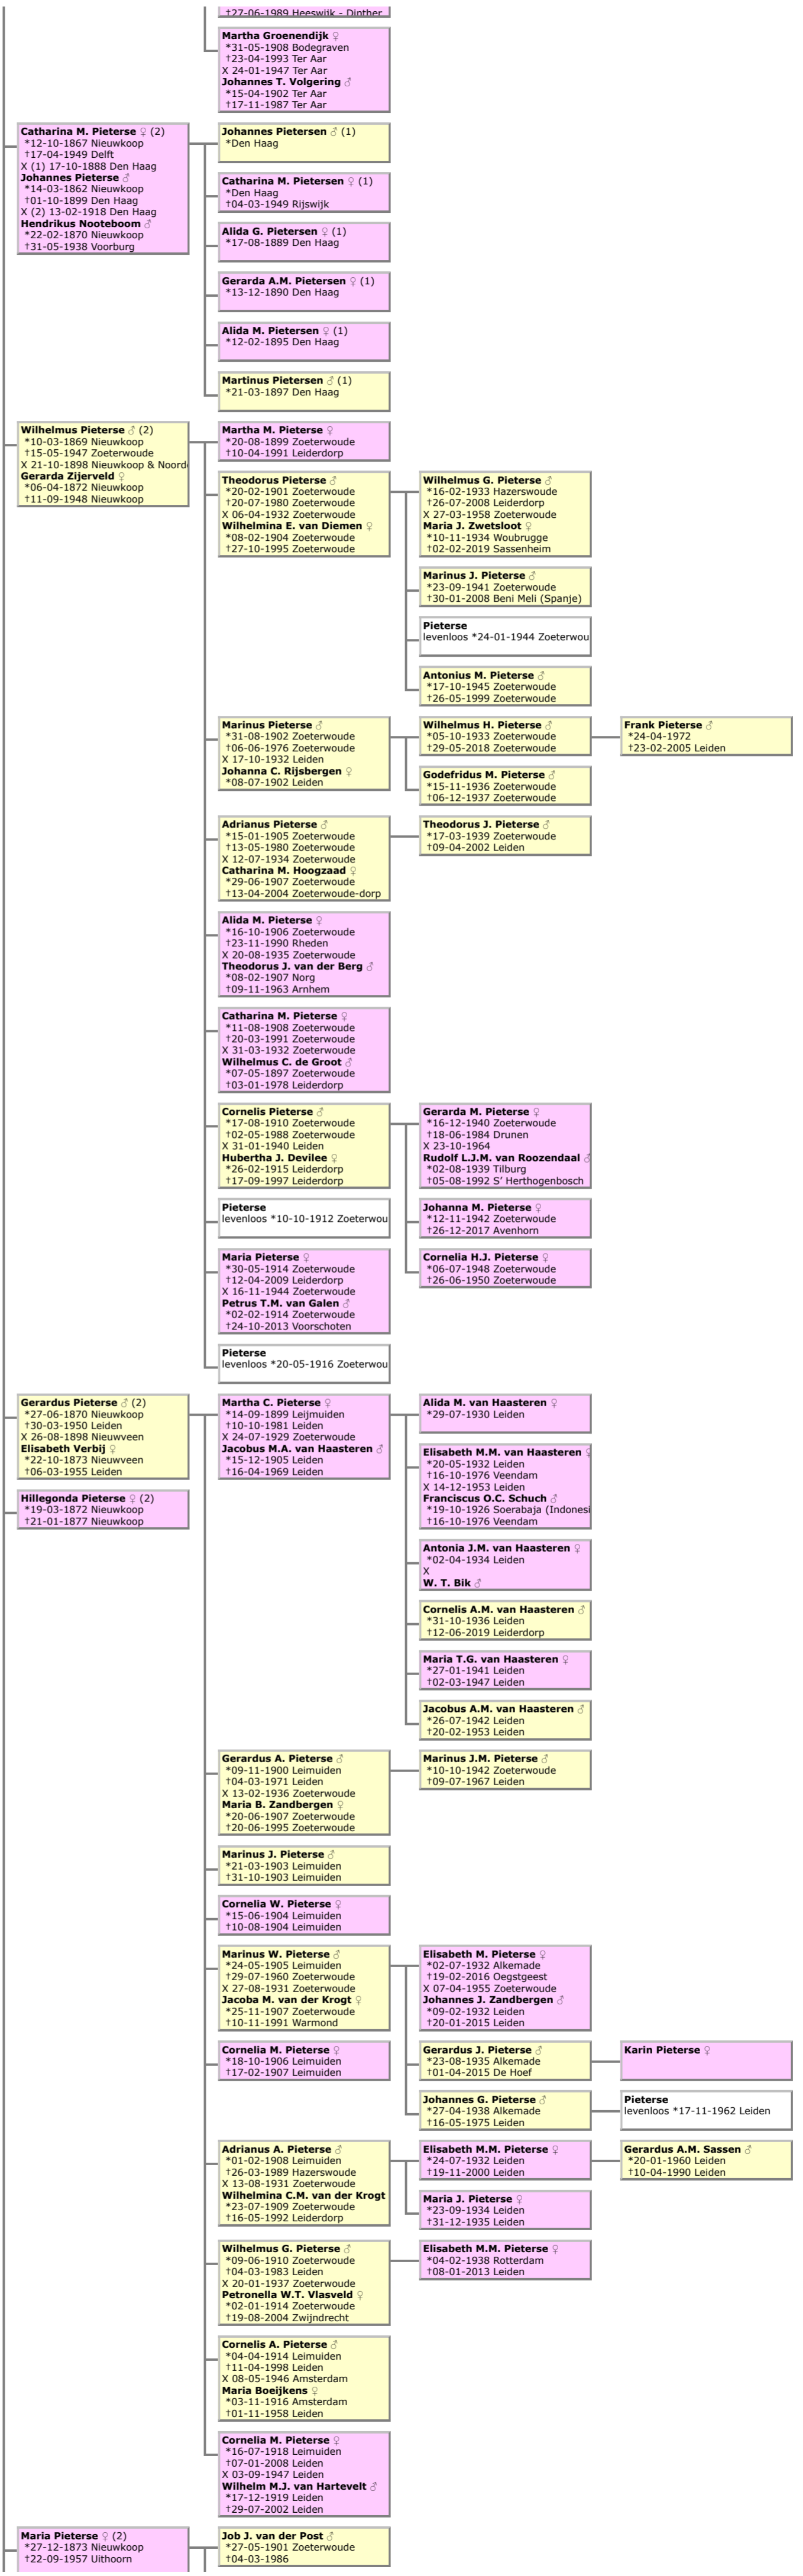 †27-06-1989 Heeswijk - Dinther
Martha Groenendijk ♀
*31-05-1908 Bodegraven
†23-04-1993 Ter Aar
X 24-01-1947 Ter Aar
Johannes T. Volgering ♂
*15-04-1902 Ter Aar
†17-11-1987 Ter Aar
Catharina M. Pieterse ♀ (2)
*12-10-1867 Nieuwkoop
†17-04-1949 Delft
X (1) 17-10-1888 Den Haag
Johannes Pieterse ♂
*14-03-1862 Nieuwkoop
†01-10-1899 Den Haag
X (2) 13-02-1918 Den Haag
Hendrikus Nooteboom ♂
*22-02-1870 Nieuwkoop
†31-05-1938 Voorburg
Johannes Pietersen ♂ (1)
*Den Haag
Catharina M. Pietersen ♀ (1)
*Den Haag
†04-03-1949 Rijswijk
Alida G. Pietersen ♀ (1)
*17-08-1889 Den Haag
Gerarda A.M. Pietersen ♀ (1)
*13-12-1890 Den Haag
Alida M. Pietersen ♀ (1)
*12-02-1895 Den Haag
Martinus Pietersen ♂ (1)
*21-03-1897 Den Haag
Wilhelmus Pieterse ♂ (2)
*10-03-1869 Nieuwkoop
†15-05-1947 Zoeterwoude
X 21-10-1898 Nieuwkoop & Noord
Gerarda Zijerveld ♀
*06-04-1872 Nieuwkoop
†11-09-1948 Nieuwkoop
Martha M. Pieterse ♀
*20-08-1899 Zoeterwoude
†10-04-1991 Leiderdorp
Theodorus Pieterse ♂
*20-02-1901 Zoeterwoude
†20-07-1980 Zoeterwoude
X 06-04-1932 Zoeterwoude
Wilhelmina E. van Diemen ♀
*08-02-1904 Zoeterwoude
†27-10-1995 Zoeterwoude
Wilhelmus G. Pieterse ♂
*16-02-1933 Hazerswoude
†26-07-2008 Leiderdorp
X 27-03-1958 Zoeterwoude
Maria J. Zwetsloot ♀
*10-11-1934 Woubrugge
†02-02-2019 Sassenheim
Marinus J. Pieterse ♂
*23-09-1941 Zoeterwoude
†30-01-2008 Beni Meli (Spanje)
Pieterse
levenloos *24-01-1944 Zoeterwou
Antonius M. Pieterse ♂
*17-10-1945 Zoeterwoude
†26-05-1999 Zoeterwoude
Marinus Pieterse ♂
*31-08-1902 Zoeterwoude
†06-06-1976 Zoeterwoude
X 17-10-1932 Leiden
Johanna C. Rijsbergen ♀
*08-07-1902 Leiden
Wilhelmus H. Pieterse ♂
*05-10-1933 Zoeterwoude
†29-05-2018 Zoeterwoude
Frank Pieterse ♂
*24-04-1972
†23-02-2005 Leiden
Godefridus M. Pieterse ♂
*15-11-1936 Zoeterwoude
†06-12-1937 Zoeterwoude
Adrianus Pieterse ♂
*15-01-1905 Zoeterwoude
†13-05-1980 Zoeterwoude
X 12-07-1934 Zoeterwoude
Catharina M. Hoogzaad ♀
*29-06-1907 Zoeterwoude
†13-04-2004 Zoeterwoude-dorp
Theodorus J. Pieterse ♂
*17-03-1939 Zoeterwoude
†09-04-2002 Leiden
Alida M. Pieterse ♀
*16-10-1906 Zoeterwoude
†23-11-1990 Rheden
X 20-08-1935 Zoeterwoude
Theodorus J. van der Berg ♂
*08-02-1907 Norg
†09-11-1963 Arnhem
Catharina M. Pieterse ♀
*11-08-1908 Zoeterwoude
†20-03-1991 Zoeterwoude
X 31-03-1932 Zoeterwoude
Wilhelmus C. de Groot ♂
*07-05-1897 Zoeterwoude
†03-01-1978 Leiderdorp
Cornelis Pieterse ♂
*17-08-1910 Zoeterwoude
†02-05-1988 Zoeterwoude
X 31-01-1940 Leiden
Hubertha J. Devilee ♀
*26-02-1915 Leiderdorp
†17-09-1997 Leiderdorp
Gerarda M. Pieterse ♀
*16-12-1940 Zoeterwoude
†18-06-1984 Drunen
X 23-10-1964
Rudolf L.J.M. van Roozendaal ♂
*02-08-1939 Tilburg
†05-08-1992 S' Herthogenbosch
Pieterse
levenloos *10-10-1912 Zoeterwou
Johanna M. Pieterse ♀
*12-11-1942 Zoeterwoude
†26-12-2017 Avenhorn
Maria Pieterse ♀
*30-05-1914 Zoeterwoude
†12-04-2009 Leiderdorp
X 16-11-1944 Zoeterwoude
Petrus T.M. van Galen ♂
*02-02-1914 Zoeterwoude
†24-10-2013 Voorschoten
Cornelia H.J. Pieterse ♀
*06-07-1948 Zoeterwoude
†26-06-1950 Zoeterwoude
Pieterse
levenloos *20-05-1916 Zoeterwou
Gerardus Pieterse ♂ (2)
*27-06-1870 Nieuwkoop
†30-03-1950 Leiden
X 26-08-1898 Nieuwveen
Elisabeth Verbij ♀
*22-10-1873 Nieuwveen
†06-03-1955 Leiden
Martha C. Pieterse ♀
*14-09-1899 Leijmuiden
†10-10-1981 Leiden
X 24-07-1929 Zoeterwoude
Jacobus M.A. van Haasteren ♂
*15-12-1905 Leiden
†16-04-1969 Leiden
Alida M. van Haasteren ♀
*29-07-1930 Leiden
Elisabeth M.M. van Haasteren ♀
*20-05-1932 Leiden
†16-10-1976 Veendam
X 14-12-1953 Leiden
Franciscus O.C. Schuch ♂
*19-10-1926 Soerabaja (Indonesi
†16-10-1976 Veendam
Hillegonda Pieterse ♀ (2)
*19-03-1872 Nieuwkoop
†21-01-1877 Nieuwkoop
Antonia J.M. van Haasteren ♀
*02-04-1934 Leiden
X
W. T. Bik ♂
Cornelis A.M. van Haasteren ♂
*31-10-1936 Leiden
†12-06-2019 Leiderdorp
Maria T.G. van Haasteren ♀
*27-01-1941 Leiden
†02-03-1947 Leiden
Jacobus A.M. van Haasteren ♂
*26-07-1942 Leiden
†20-02-1953 Leiden
Gerardus A. Pieterse ♂
*09-11-1900 Leimuiden
†04-03-1971 Leiden
X 13-02-1936 Zoeterwoude
Maria B. Zandbergen ♀
*20-06-1907 Zoeterwoude
†20-06-1995 Zoeterwoude
Marinus J.M. Pieterse ♂
*10-10-1942 Zoeterwoude
†09-07-1967 Leiden
Marinus J. Pieterse ♂
*21-03-1903 Leimuiden
†31-10-1903 Leimuiden
Cornelia W. Pieterse ♀
*15-06-1904 Leimuiden
†10-08-1904 Leimuiden
Marinus W. Pieterse ♂
*24-05-1905 Leimuiden
†29-07-1960 Zoeterwoude
X 27-08-1931 Zoeterwoude
Jacoba M. van der Krogt ♀
*25-11-1907 Zoeterwoude
†10-11-1991 Warmond
Elisabeth M. Pieterse ♀
*02-07-1932 Alkemade
†19-02-2016 Oegstgeest
X 07-04-1955 Zoeterwoude
Johannes J. Zandbergen ♂
*09-02-1932 Leiden
†20-01-2015 Leiden
Cornelia M. Pieterse ♀
*18-10-1906 Leimuiden
†17-02-1907 Leimuiden
Gerardus J. Pieterse ♂
*23-08-1935 Alkemade
†01-04-2015 De Hoef
Karin Pieterse ♀
Johannes G. Pieterse ♂
*27-04-1938 Alkemade
†16-05-1975 Leiden
Pieterse
levenloos *17-11-1962 Leiden
Adrianus A. Pieterse ♂
*01-02-1908 Leimuiden
†26-03-1989 Hazerswoude
X 13-08-1931 Zoeterwoude
Wilhelmina C.M. van der Krogt
*23-07-1909 Zoeterwoude
†16-05-1992 Leiderdorp
Elisabeth M.M. Pieterse ♀
*24-07-1932 Leiden
†19-11-2000 Leiden
Gerardus A.M. Sassen ♂
*20-01-1960 Leiden
†10-04-1990 Leiden
Maria J. Pieterse ♀
*23-09-1934 Leiden
†31-12-1935 Leiden
Wilhelmus G. Pieterse ♂
*09-06-1910 Zoeterwoude
†04-03-1983 Leiden
X 20-01-1937 Zoeterwoude
Petronella W.T. Vlasveld ♀
*02-01-1914 Zoeterwoude
†19-08-2004 Zwijndrecht
Elisabeth M.M. Pieterse ♀
*04-02-1938 Rotterdam
†08-01-2013 Leiden
Cornelis A. Pieterse ♂
*04-04-1914 Leimuiden
†11-04-1998 Leiden
X 08-05-1946 Amsterdam
Maria Boeijkens ♀
*03-11-1916 Amsterdam
†01-11-1958 Leiden
Cornelia M. Pieterse ♀
*16-07-1918 Leimuiden
†07-01-2008 Leiden
X 03-09-1947 Leiden
Wilhelm M.J. van Hartevelt ♂
*17-12-1919 Leiden
†29-07-2002 Leiden
Maria Pieterse ♀ (2)
*27-12-1873 Nieuwkoop
†22-09-1957 Uithoorn
Job J. van der Post ♂
*27-05-1901 Zoeterwoude
†04-03-1986